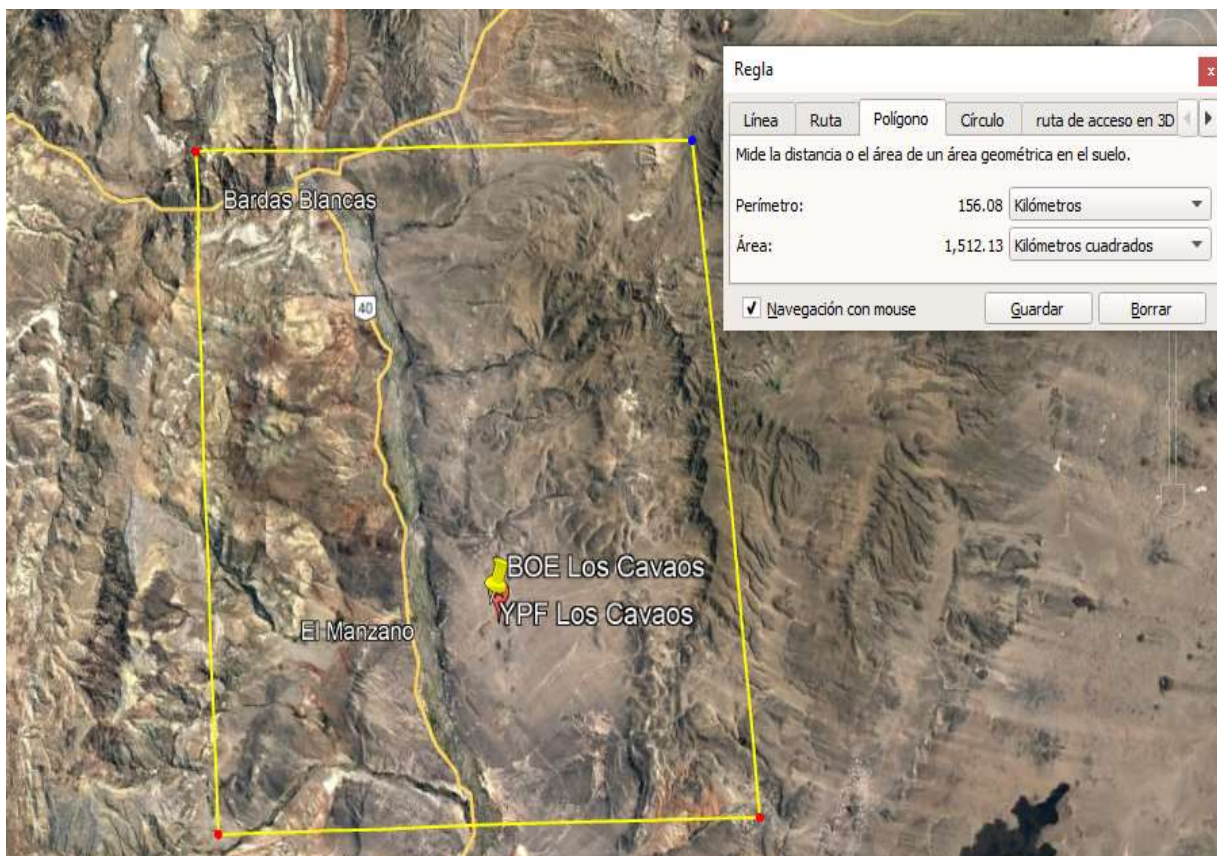 Regla
x
Línea Ruta Polígono Círculo ruta de acceso en 3D
Mide la distancia o el área de un área geométrica en el suelo.
Perímetro: 156.08 Kilómetros
Área: 1,512.13 Kilómetros cuadrados
Navegación con mouse Guardar Borrar
Bardas Blancas
40
BOE Los Cavaos
YPF Los Cavaos
El Manzano